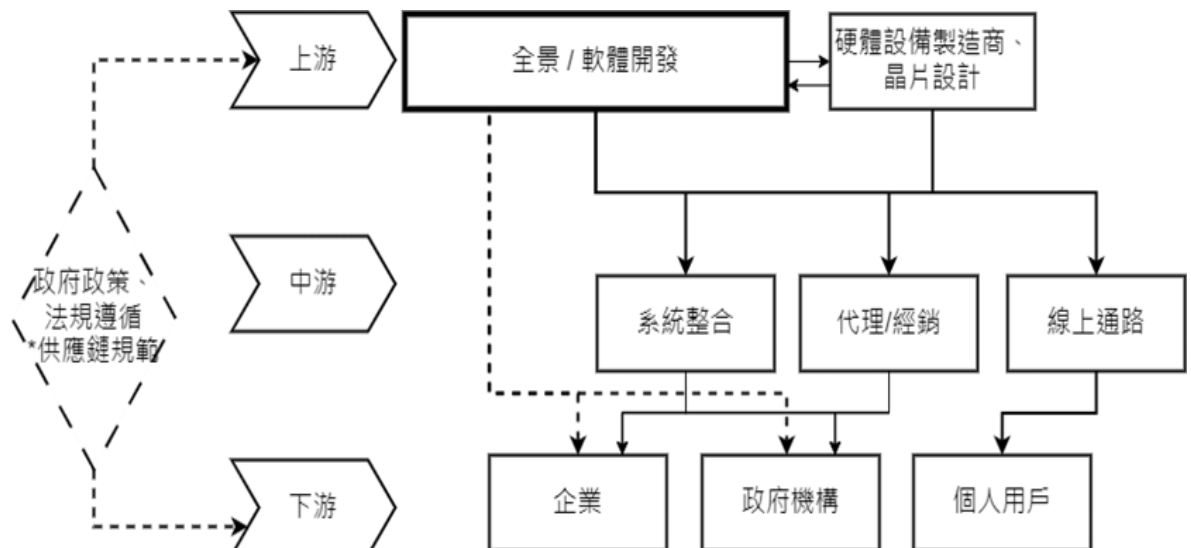 上游
全景 / 軟體開發
硬體設備製造商、
晶片設計
政府政策、
法規遵循
*供應鏈規範
中游
系統整合
代理/經銷
線上通路
下游
企業
政府機構
個人用戶